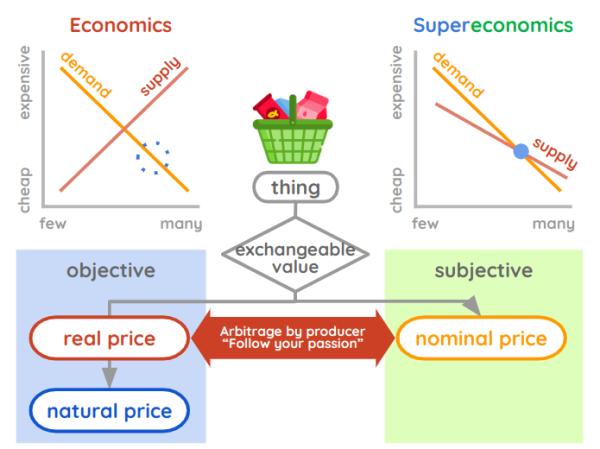 Economics
Supereconomics
expensive
cheap
demand
supply
few
many
expensive
cheap
demand
supply
few
many
thing
exchangeable
value
objective
subjective
real price
Arbitrage by producer
“Follow your passion”
nominal price
natural price